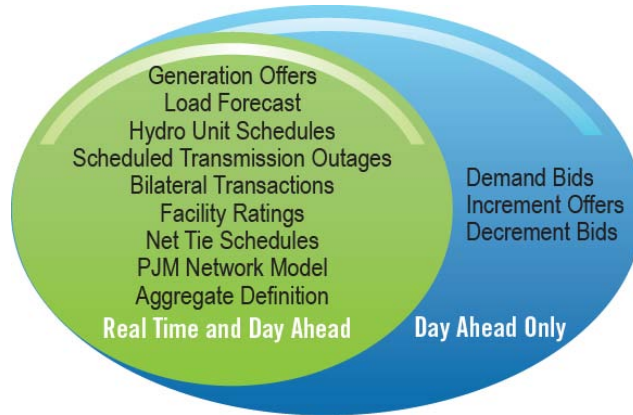 Generation Offers
Load Forecast
Hydro Unit Schedules
Scheduled Transmission Outages
Bilateral Transactions
Facility Ratings
Net Tie Schedules
PJM Network Model
Aggregate Definition
Real Time and Day Ahead
Demand Bids
Increment Offers
Decrement Bids
Day Ahead Only